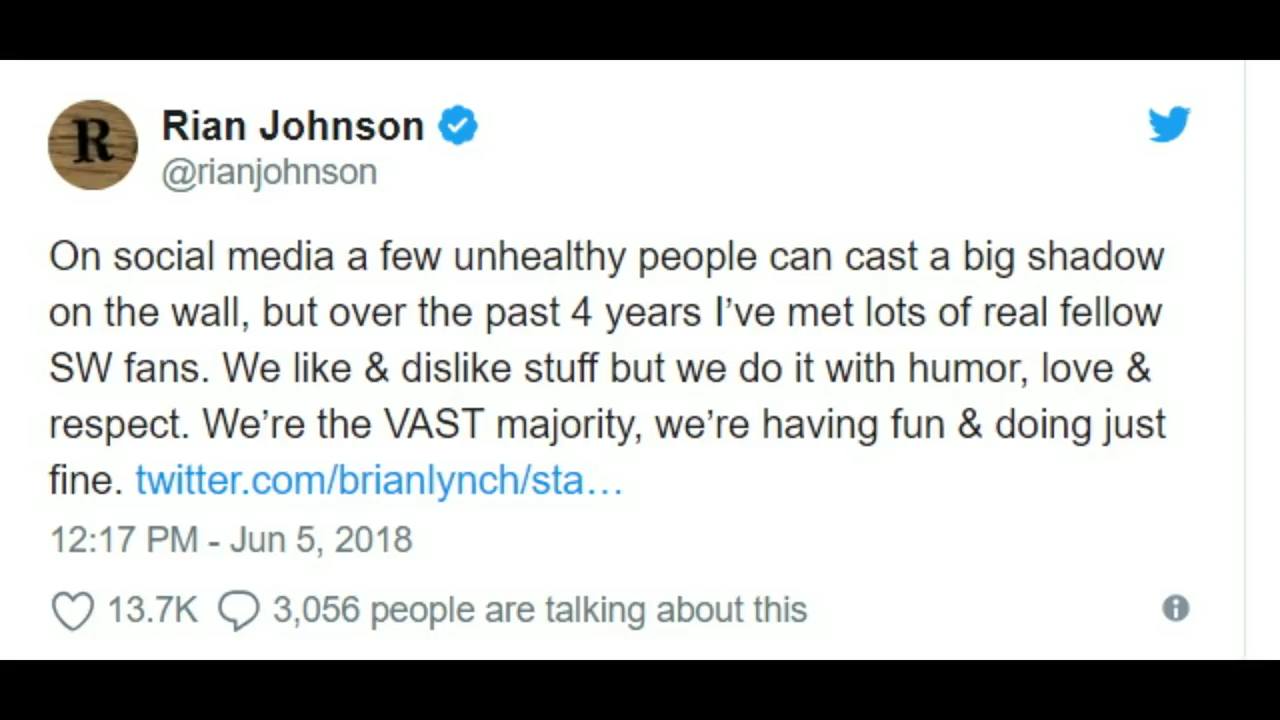 R
Rian Johnson
@rianjohnson
On social media a few unhealthy people can cast a big shadow
on the wall, but over the past 4 years I’ve met lots of real fellow
SW fans. We like & dislike stuff but we do it with humor, love &
respect. We’re the VAST majority, we’re having fun & doing just
fine. twitter.com/brianlynch/sta…
12:17 PM - Jun 5, 2018
13.7K 3,056 people are talking about this